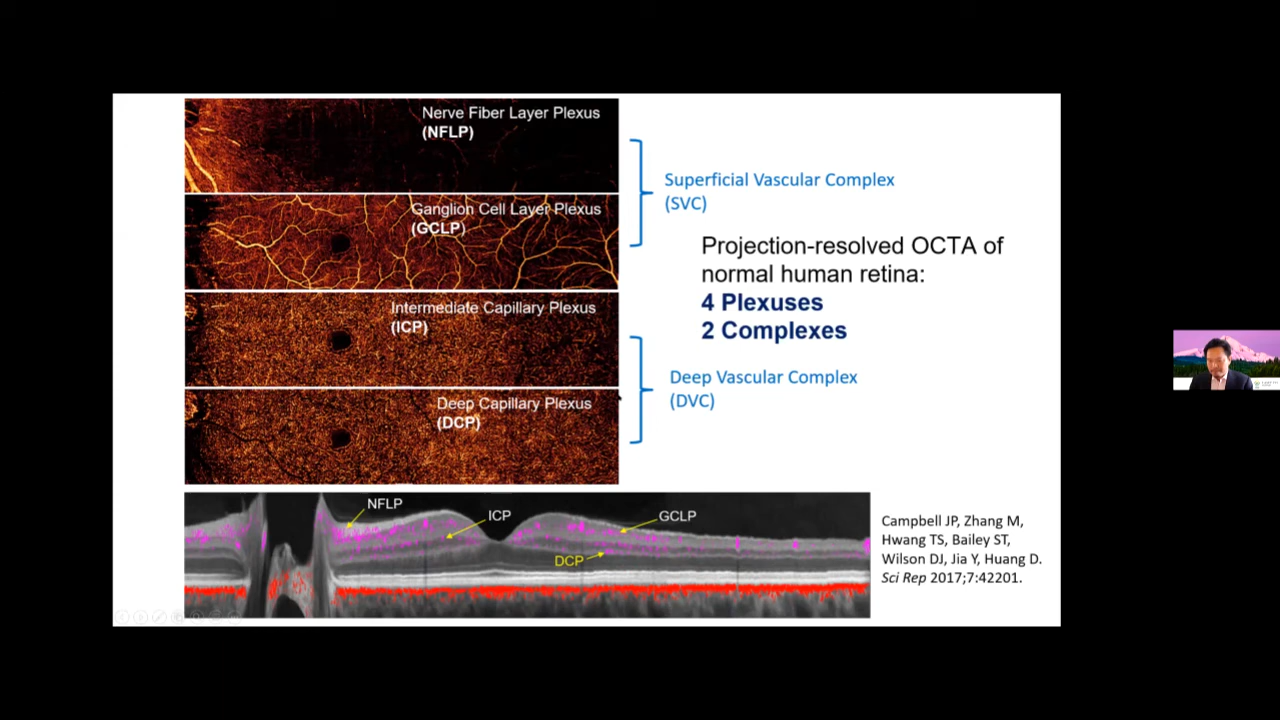 Nerve Fiber Layer Plexus
(NFLP)
Ganglion Cell Layer Plexus
(GCLP)
Intermediate Capillary Plexus
(ICP)
Deep Capillary Plexus
(DCP)
Superficial Vascular Complex
(SVC)
Projection-resolved OCTA of
normal human retina:
4 Plexuses
2 Complexes
Deep Vascular Complex
(DVC)
NFLP
ICP
GCLP
DCP
Campbell JP, Zhang M,
Hwang TS, Bailey ST,
Wilson DJ, Jia Y, Huang D.
Sci Rep 2017;7:42201.